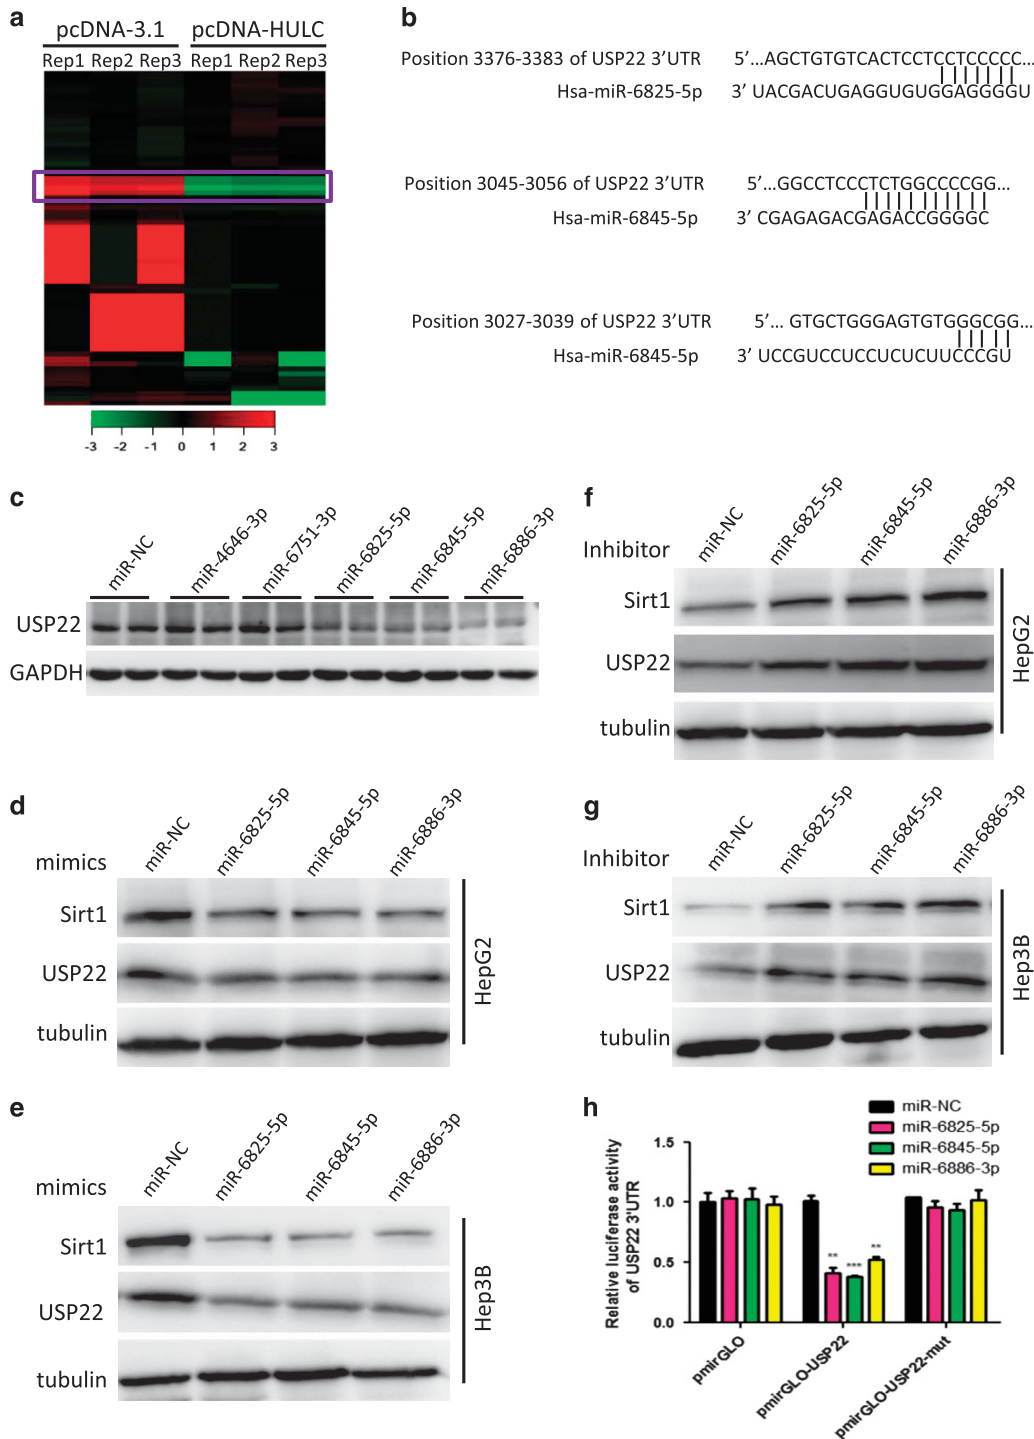 a
pcDNA-3.1 pcDNA-HULC
Rep1 Rep2 Rep3 Rep1 Rep2 Rep3
-3 -2 -1 0 1 2 3
b
Position 3376-3383 of USP22 3’UTR 5’...AGCTGTGTCACTCCTCCTCCCCC...
Hsa-miR-6825-5p 3’ UACGACUGAGGUGUGGAGGGGU
Position 3045-3056 of USP22 3’UTR 5’...GGCCTCCCTCTGGCCCCGG...
Hsa-miR-6845-5p 3’ CGAGAGACGAGACCGGGGC
Position 3027-3039 of USP22 3’UTR 5’... GTGCTGGGAGTGTGGGCGG...
Hsa-miR-6845-5p 3’ UCCGUCCUCCUCUCUUCCCGU
c
miR-NC miR-4646-3p miR-6751-3p miR-6825-5p miR-6845-5p miR-6886-3p
USP22
GAPDH
d
mimics miR-NC miR-6825-5p miR-6845-5p miR-6886-3p
Sirt1
USP22
tubulin
HepG2
e
mimics miR-NC miR-6825-5p miR-6845-5p miR-6886-3p
Sirt1
USP22
tubulin
Hep3B
f
Inhibitor miR-NC miR-6825-5p miR-6845-5p miR-6886-3p
Sirt1
USP22
tubulin
HepG2
g
Inhibitor miR-NC miR-6825-5p miR-6845-5p miR-6886-3p
Sirt1
USP22
tubulin
Hep3B
h
miR-NC
miR-6825-5p
miR-6845-5p
miR-6886-3p
Relative luciferase activity
of USP22 3'UTR
1.5
1.0
0.5
0.0
** *** **
pmirGLO pmirGLO-USP22 pmirGLO-USP22-mut